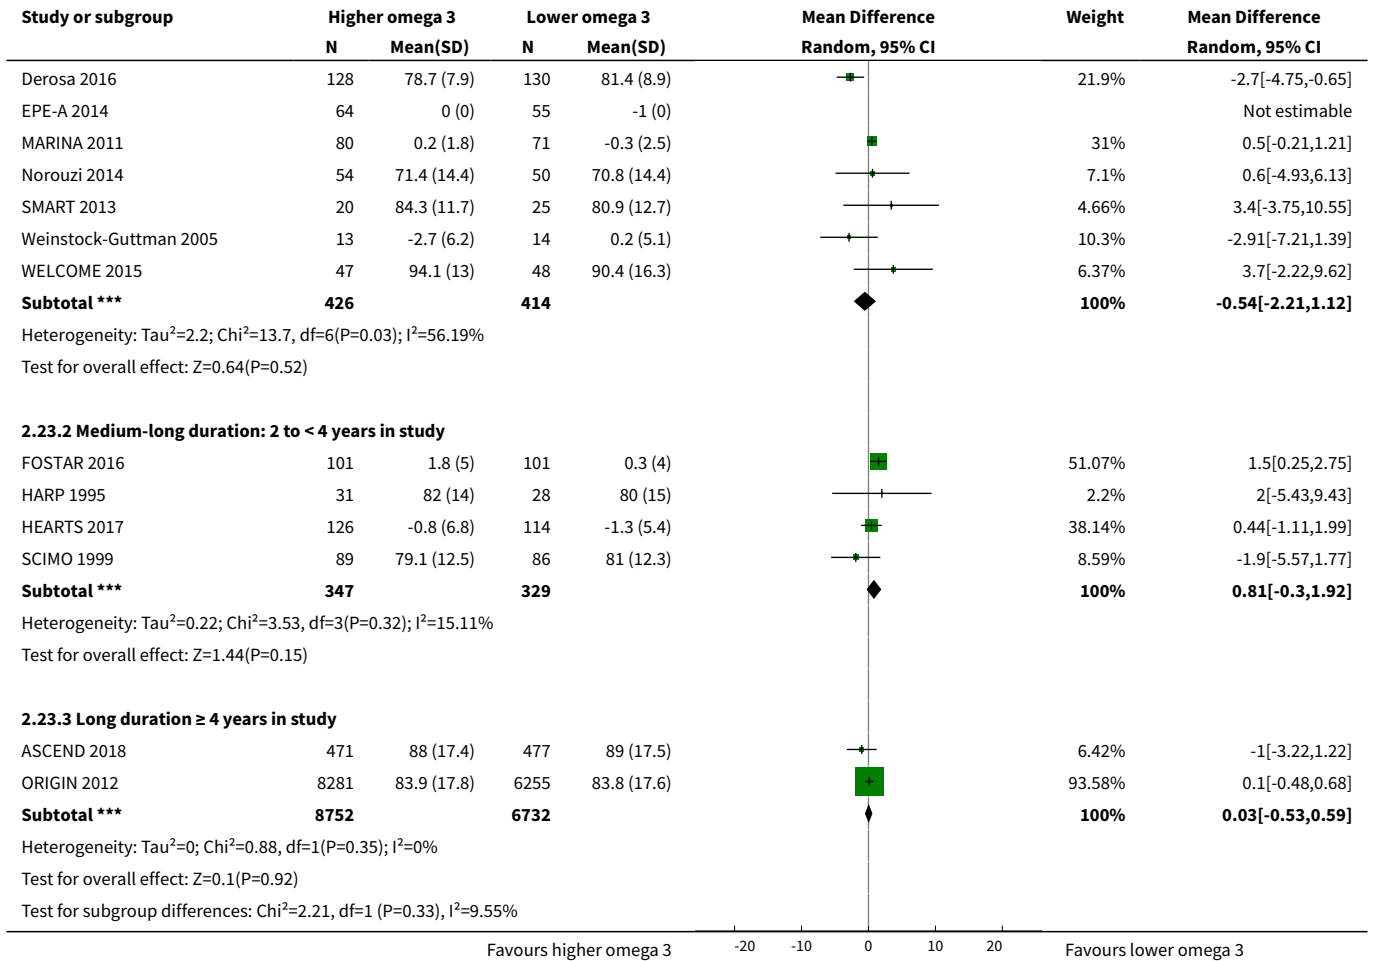 Study or subgroup Higher omega 3 Lower omega 3 Mean Difference Weight Mean Difference
N Mean(SD) N Mean(SD) Random, 95% CI Random, 95% CI
Derosa 2016 128 78.7 (7.9) 130 81.4 (8.9) 21.9% -2.7[-4.75,-0.65]
EPE-A 2014 64 0 (0) 55 -1 (0) Not estimable
MARINA 2011 80 0.2 (1.8) 71 -0.3 (2.5) 31% 0.5[-0.21,1.21]
Norouzi 2014 54 71.4 (14.4) 50 70.8 (14.4) 7.1% 0.6[-4.93,6.13]
SMART 2013 20 84.3 (11.7) 25 80.9 (12.7) 4.66% 3.4[-3.75,10.55]
Weinstock-Guttman 2005 13 -2.7 (6.2) 14 0.2 (5.1) 10.3% -2.91[-7.21,1.39]
WELCOME 2015 47 94.1 (13) 48 90.4 (16.3) 6.37% 3.7[-2.22,9.62]
Subtotal *** 426 414 100% -0.54[-2.21,1.12]
Heterogeneity: Tau²=2.2; Chi²=13.7, df=6(P=0.03); I²=56.19%
Test for overall effect: Z=0.64(P=0.52)
2.23.2 Medium-long duration: 2 to < 4 years in study
FOSTAR 2016 101 1.8 (5) 101 0.3 (4) 51.07% 1.5[0.25,2.75]
HARP 1995 31 82 (14) 28 80 (15) 2.2% 2[-5.43,9.43]
HEARTS 2017 126 -0.8 (6.8) 114 -1.3 (5.4) 38.14% 0.44[-1.11,1.99]
SCIMO 1999 89 79.1 (12.5) 86 81 (12.3) 8.59% -1.9[-5.57,1.77]
Subtotal *** 347 329 100% 0.81[-0.3,1.92]
Heterogeneity: Tau²=0.22; Chi²=3.53, df=3(P=0.32); I²=15.11%
Test for overall effect: Z=1.44(P=0.15)
2.23.3 Long duration ≥ 4 years in study
ASCEND 2018 471 88 (17.4) 477 89 (17.5) 6.42% -1[-3.22,1.22]
ORIGIN 2012 8281 83.9 (17.8) 6255 83.8 (17.6) 93.58% 0.1[-0.48,0.68]
Subtotal *** 8752 6732 100% 0.03[-0.53,0.59]
Heterogeneity: Tau²=0; Chi²=0.88, df=1(P=0.35); I²=0%
Test for overall effect: Z=0.1(P=0.92)
Test for subgroup differences: Chi²=2.21, df=1 (P=0.33), I²=9.55%
Favours higher omega 3 -20 -10 0 10 20 Favours lower omega 3